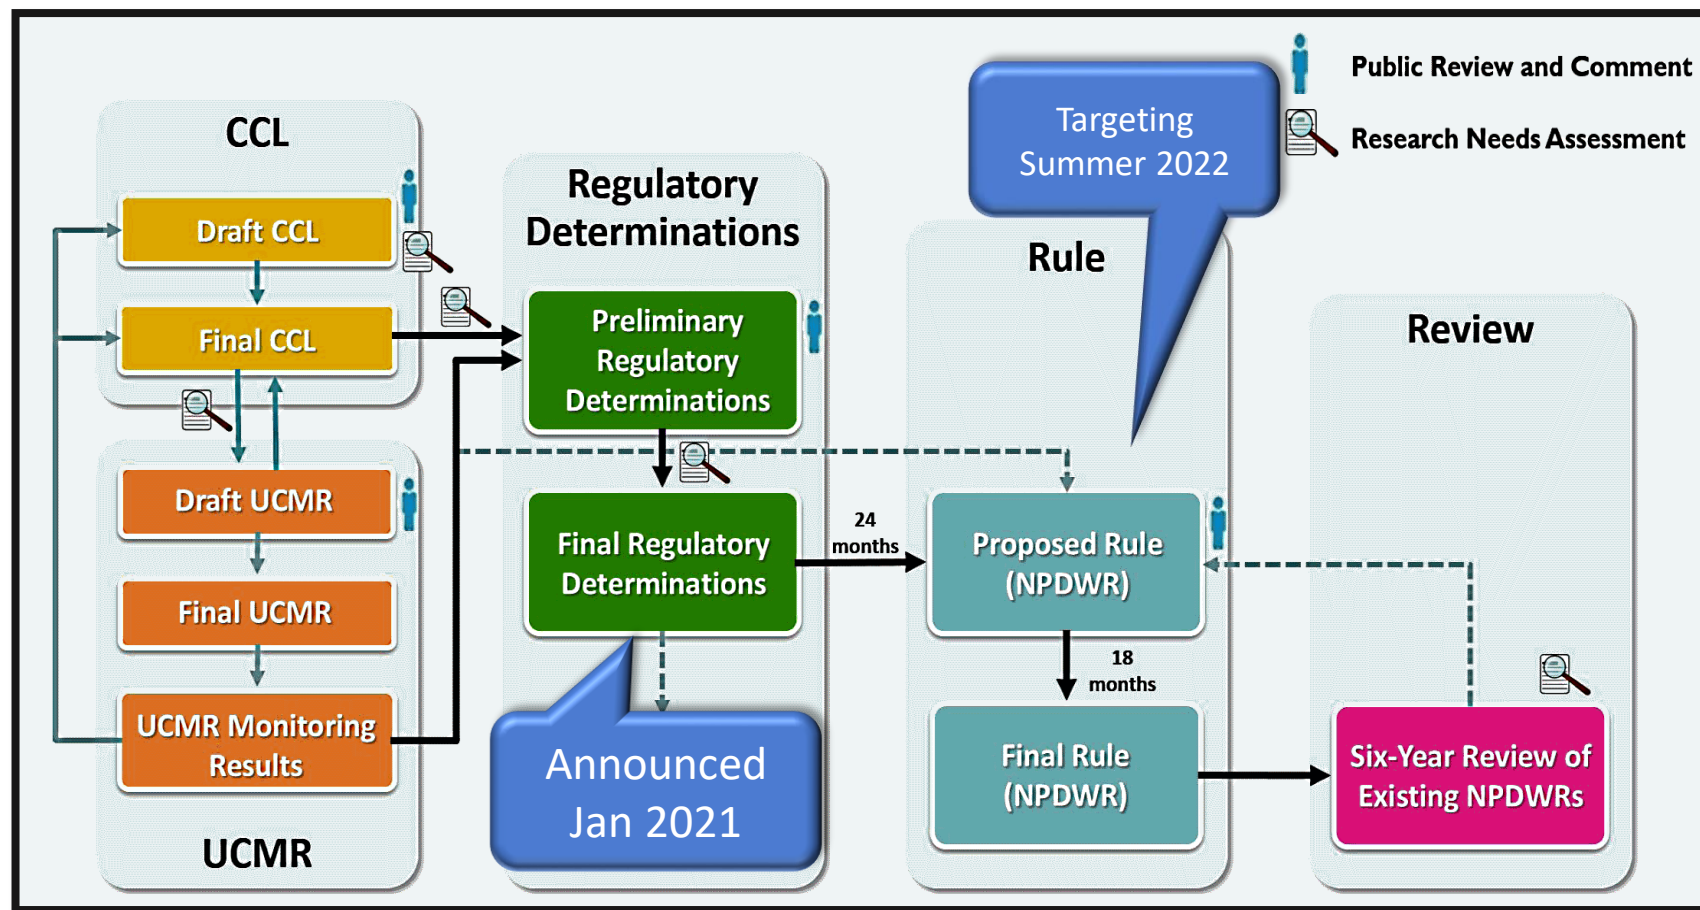 Public Review and Comment
Research Needs Assessment
CCL
Draft CCL
Final CCL
Draft UCMR
Final UCMR
UCMR Monitoring
Results
UCMR
Regulatory
Determinations
Preliminary
Regulatory
Determinations
Final Regulatory
Determinations
Announced
Jan 2021
24
months
Targeting
Summer 2022
Rule
Proposed Rule
(NPDWR)
18
months
Final Rule
(NPDWR)
Review
Six-Year Review of
Existing NPDWRs